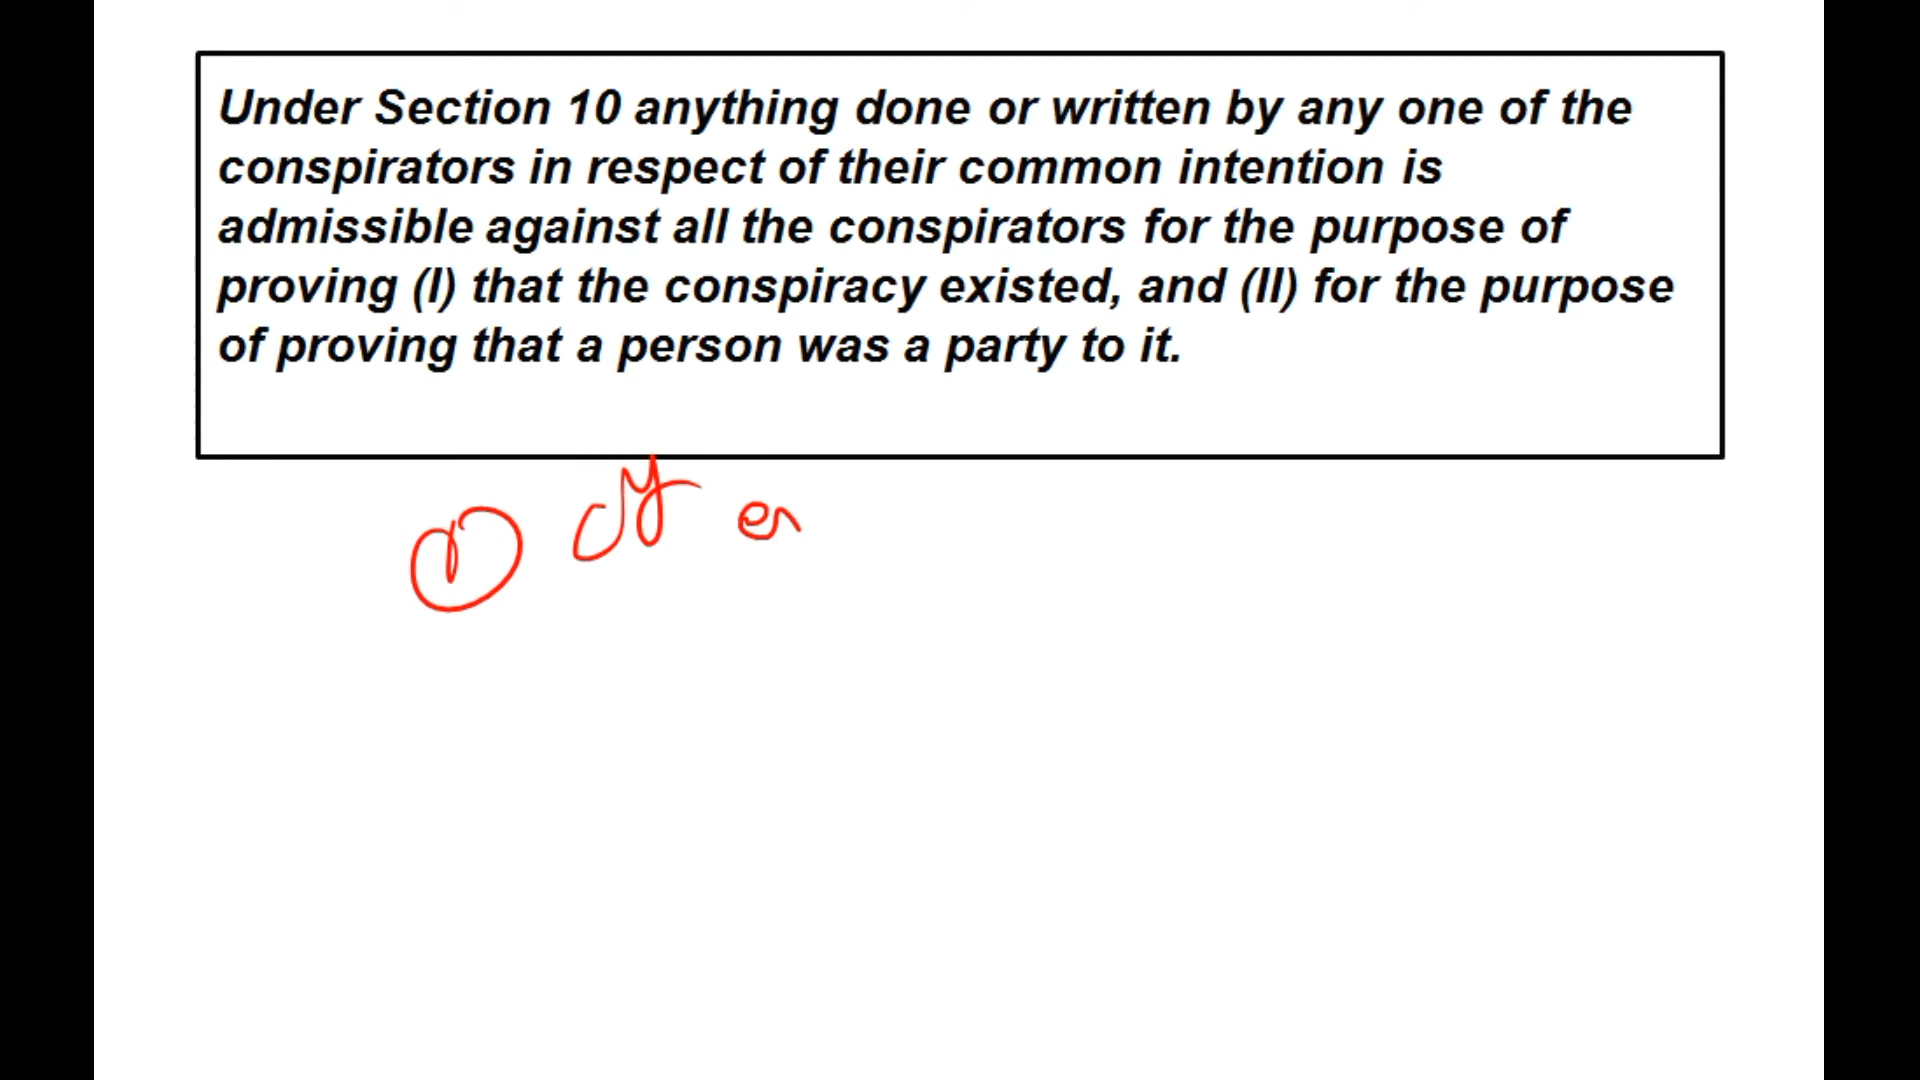 Under Section 10 anything done or written by any one of the
conspirators in respect of their common intention is
admissible against all the conspirators for the purpose of
proving (I) that the conspiracy existed, and (II) for the purpose
of proving that a person was a party to it.
①